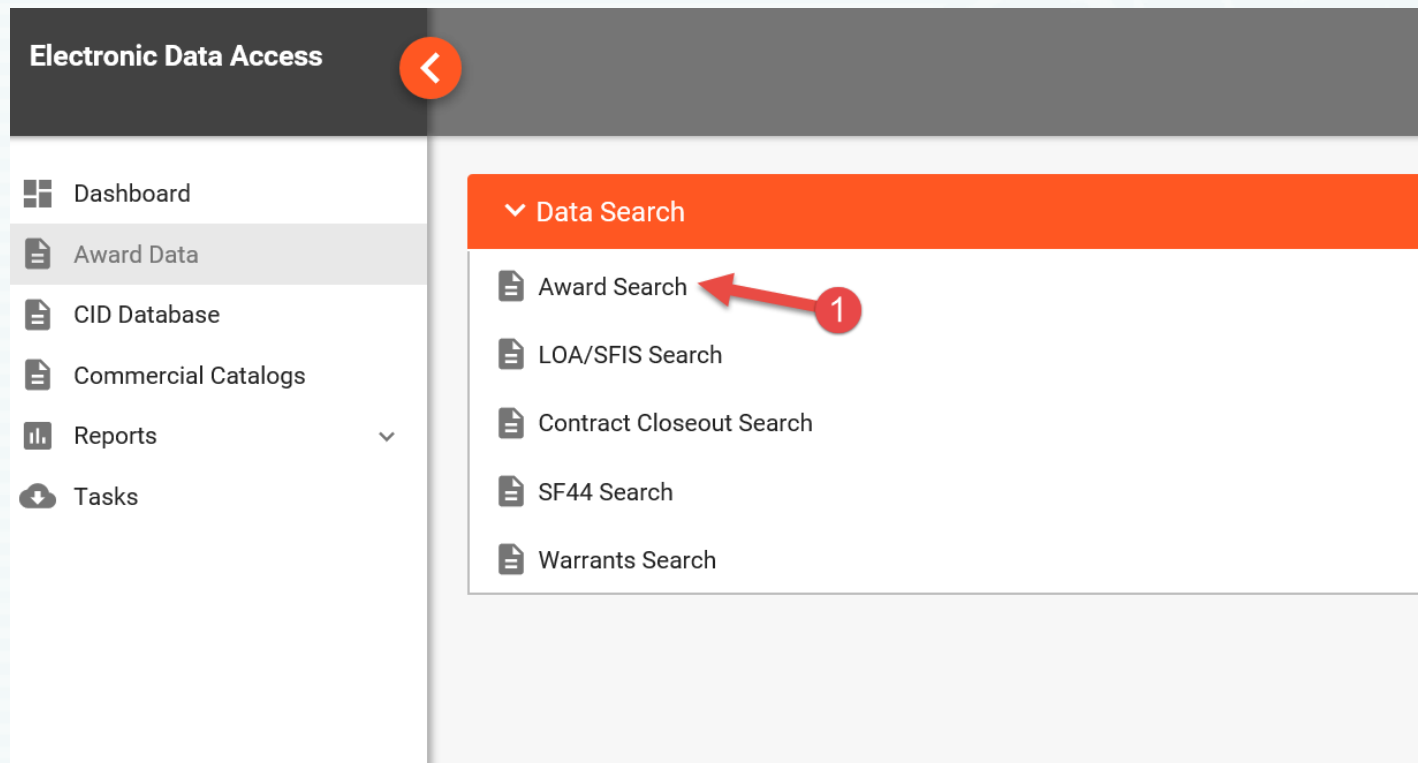 Electronic Data Access
Dashboard
Award Data
CID Database
Commercial Catalogs
Reports
Tasks
Data Search
Award Search
1
LOA/SFIS Search
Contract Closeout Search
SF44 Search
Warrants Search